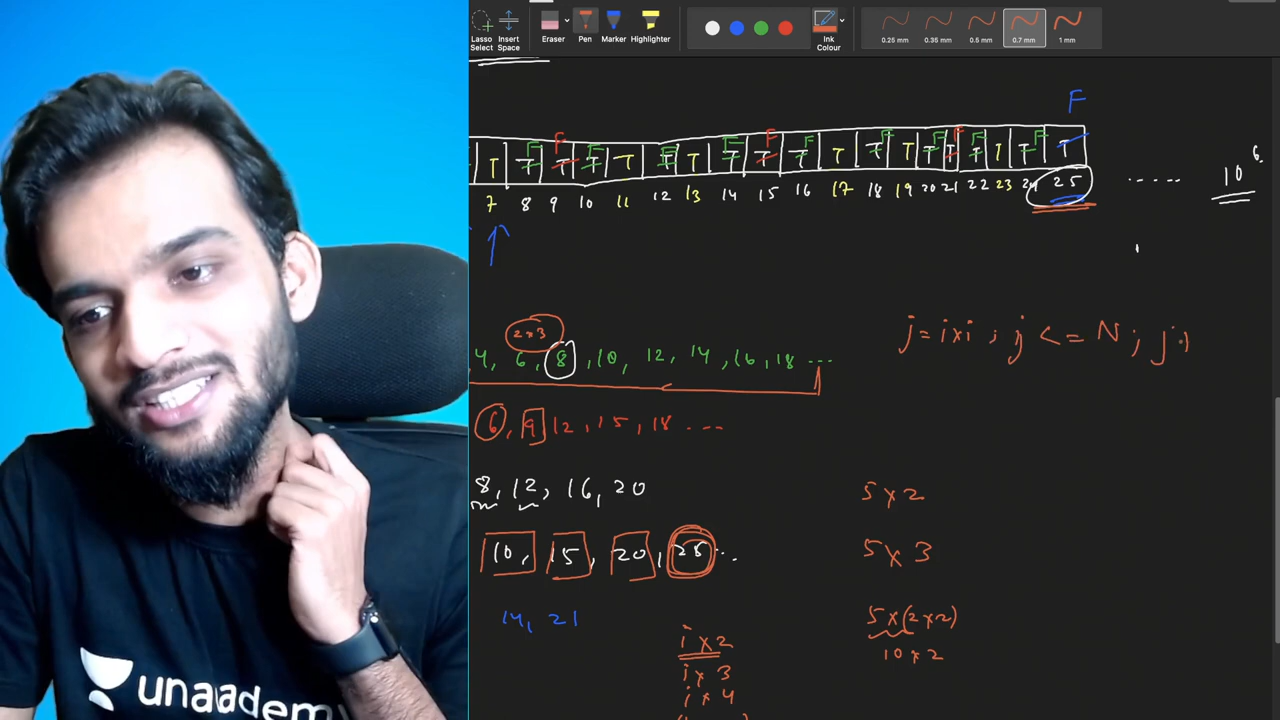 Lasso Select
Insert Space
Eraser
Pen
Marker
Highlighter
Ink Colour
0.25 mm
0.35 mm
0.5 mm
0.7 mm
1 mm
F
F F F F F F F F F F F F
T T T T T T T T T T T T T T T T T T T
7 8 9 10 11 12 13 14 15 16 17 18 19 20 21 22 23 24 25 ..... 10^6
2×3
j=i×i ; j <= N ; j+
4, 6, 8, 10, 12, 14, 16, 18 ...
6, 9 12, 15, 18 ...
8, 12, 16, 20
5 × 2
10, 15, 20, 25 ..
5 × 3
14, 21
5×(2×2)
i × 2
10 × 2
i × 3
i × 4
unacademy